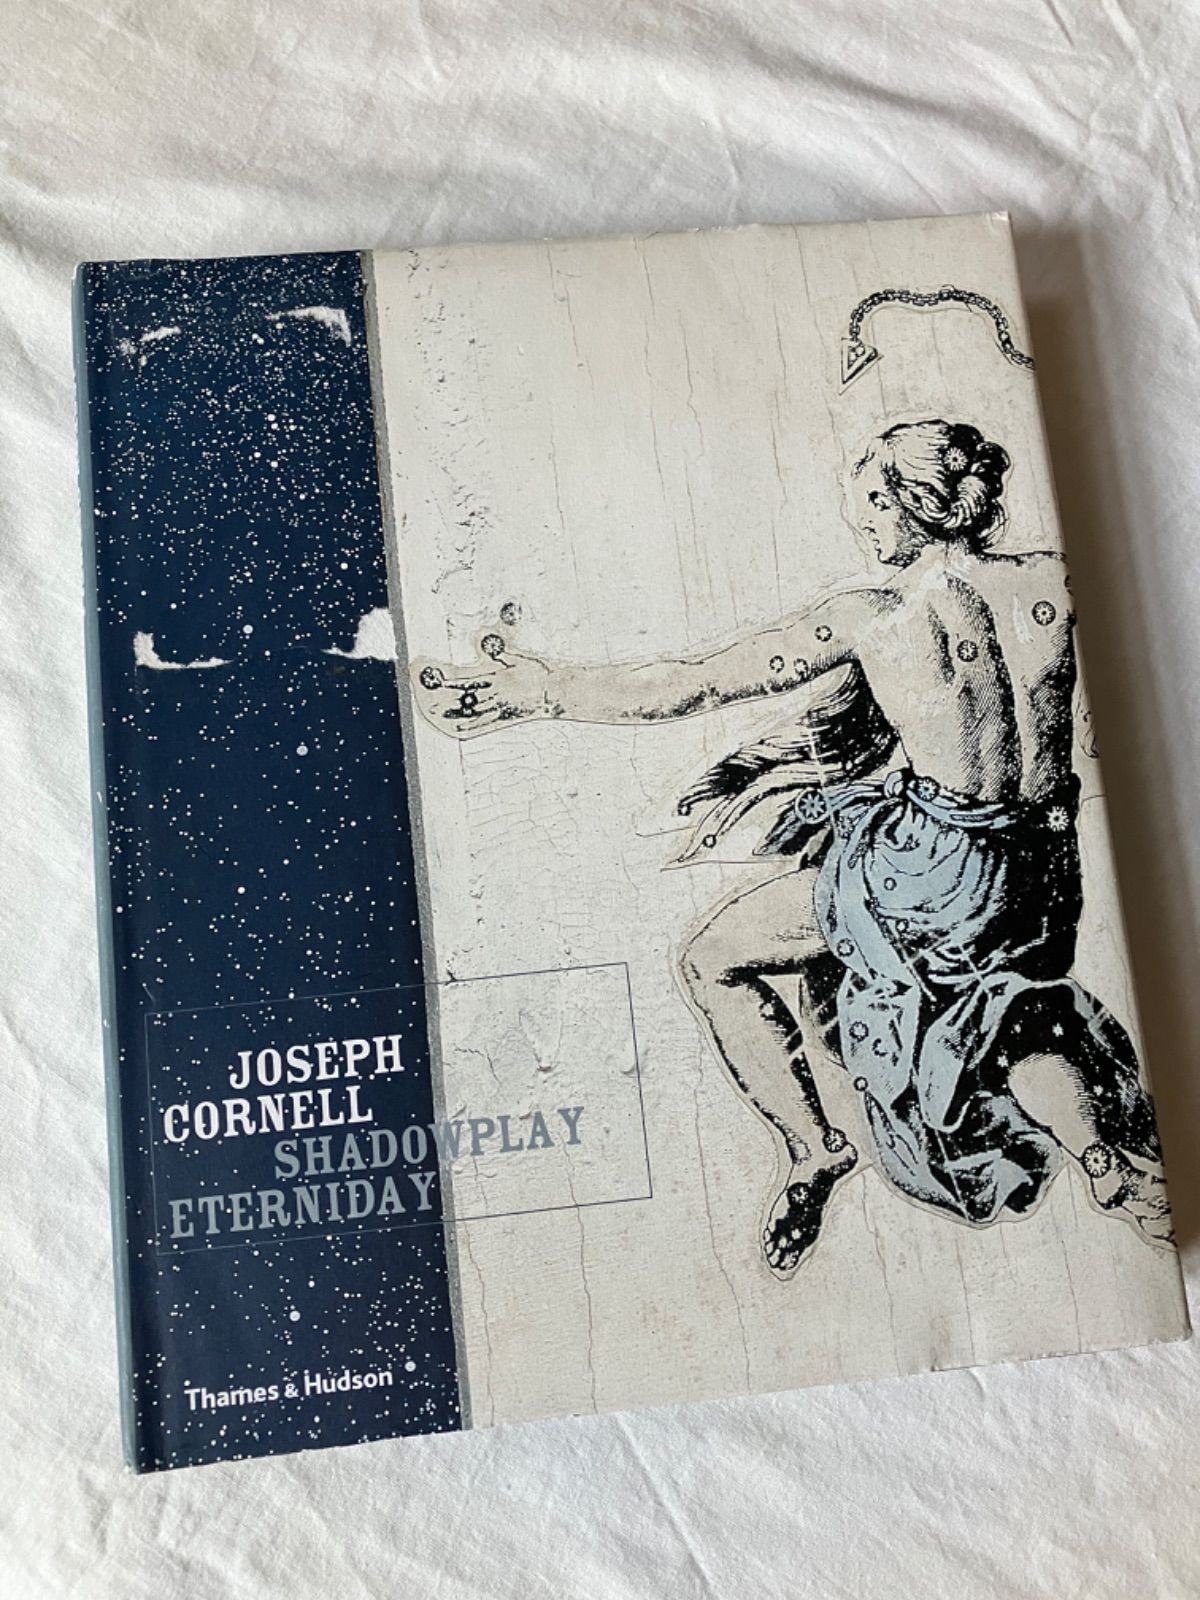 JOSEPH
CORNELL
SHADOWPLAY
ETERNIDAY
Thames & Hudson